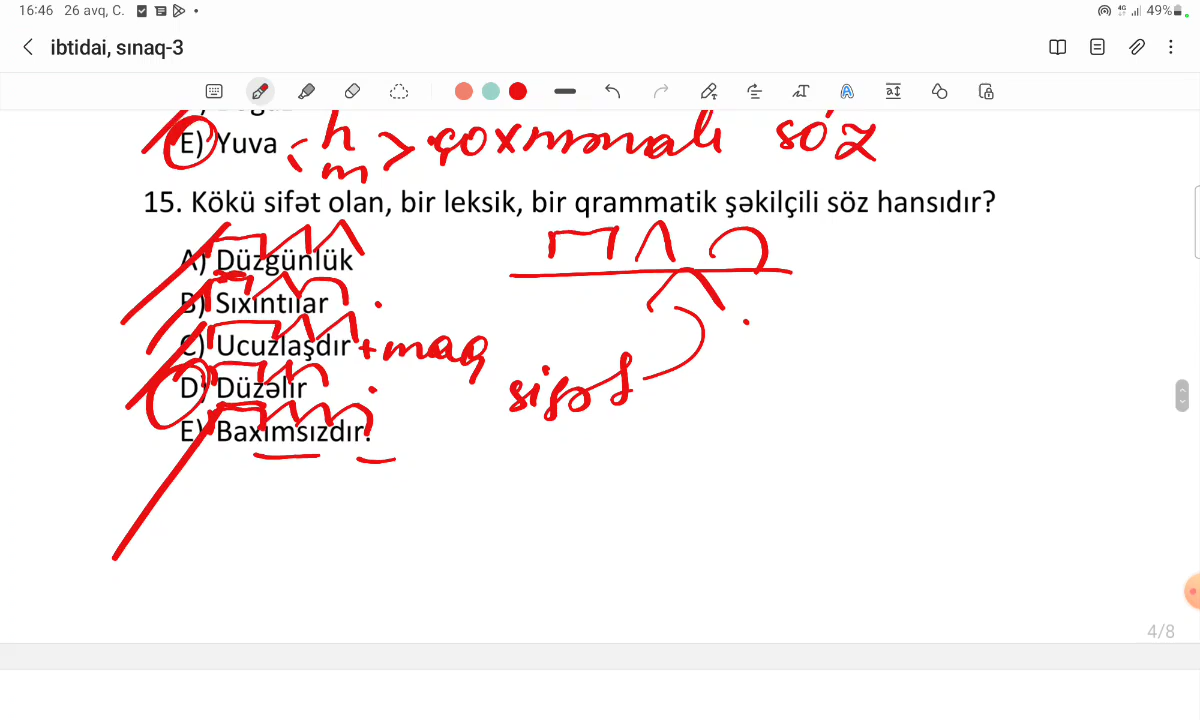 16:46 26 avq, C. 4G 49%
ibtidai, sınaq-3
E) Yuva h m çoxmənalı söz
15. Kökü sifət olan, bir leksik, bir qrammatik şəkilçili söz hansıdır?
A) Düzgünlük
B) Sıxıntılar
C) Ucuzlaşdır +maq
D) Düzəlir
sifət
E) Baxımsızdır.
4/8